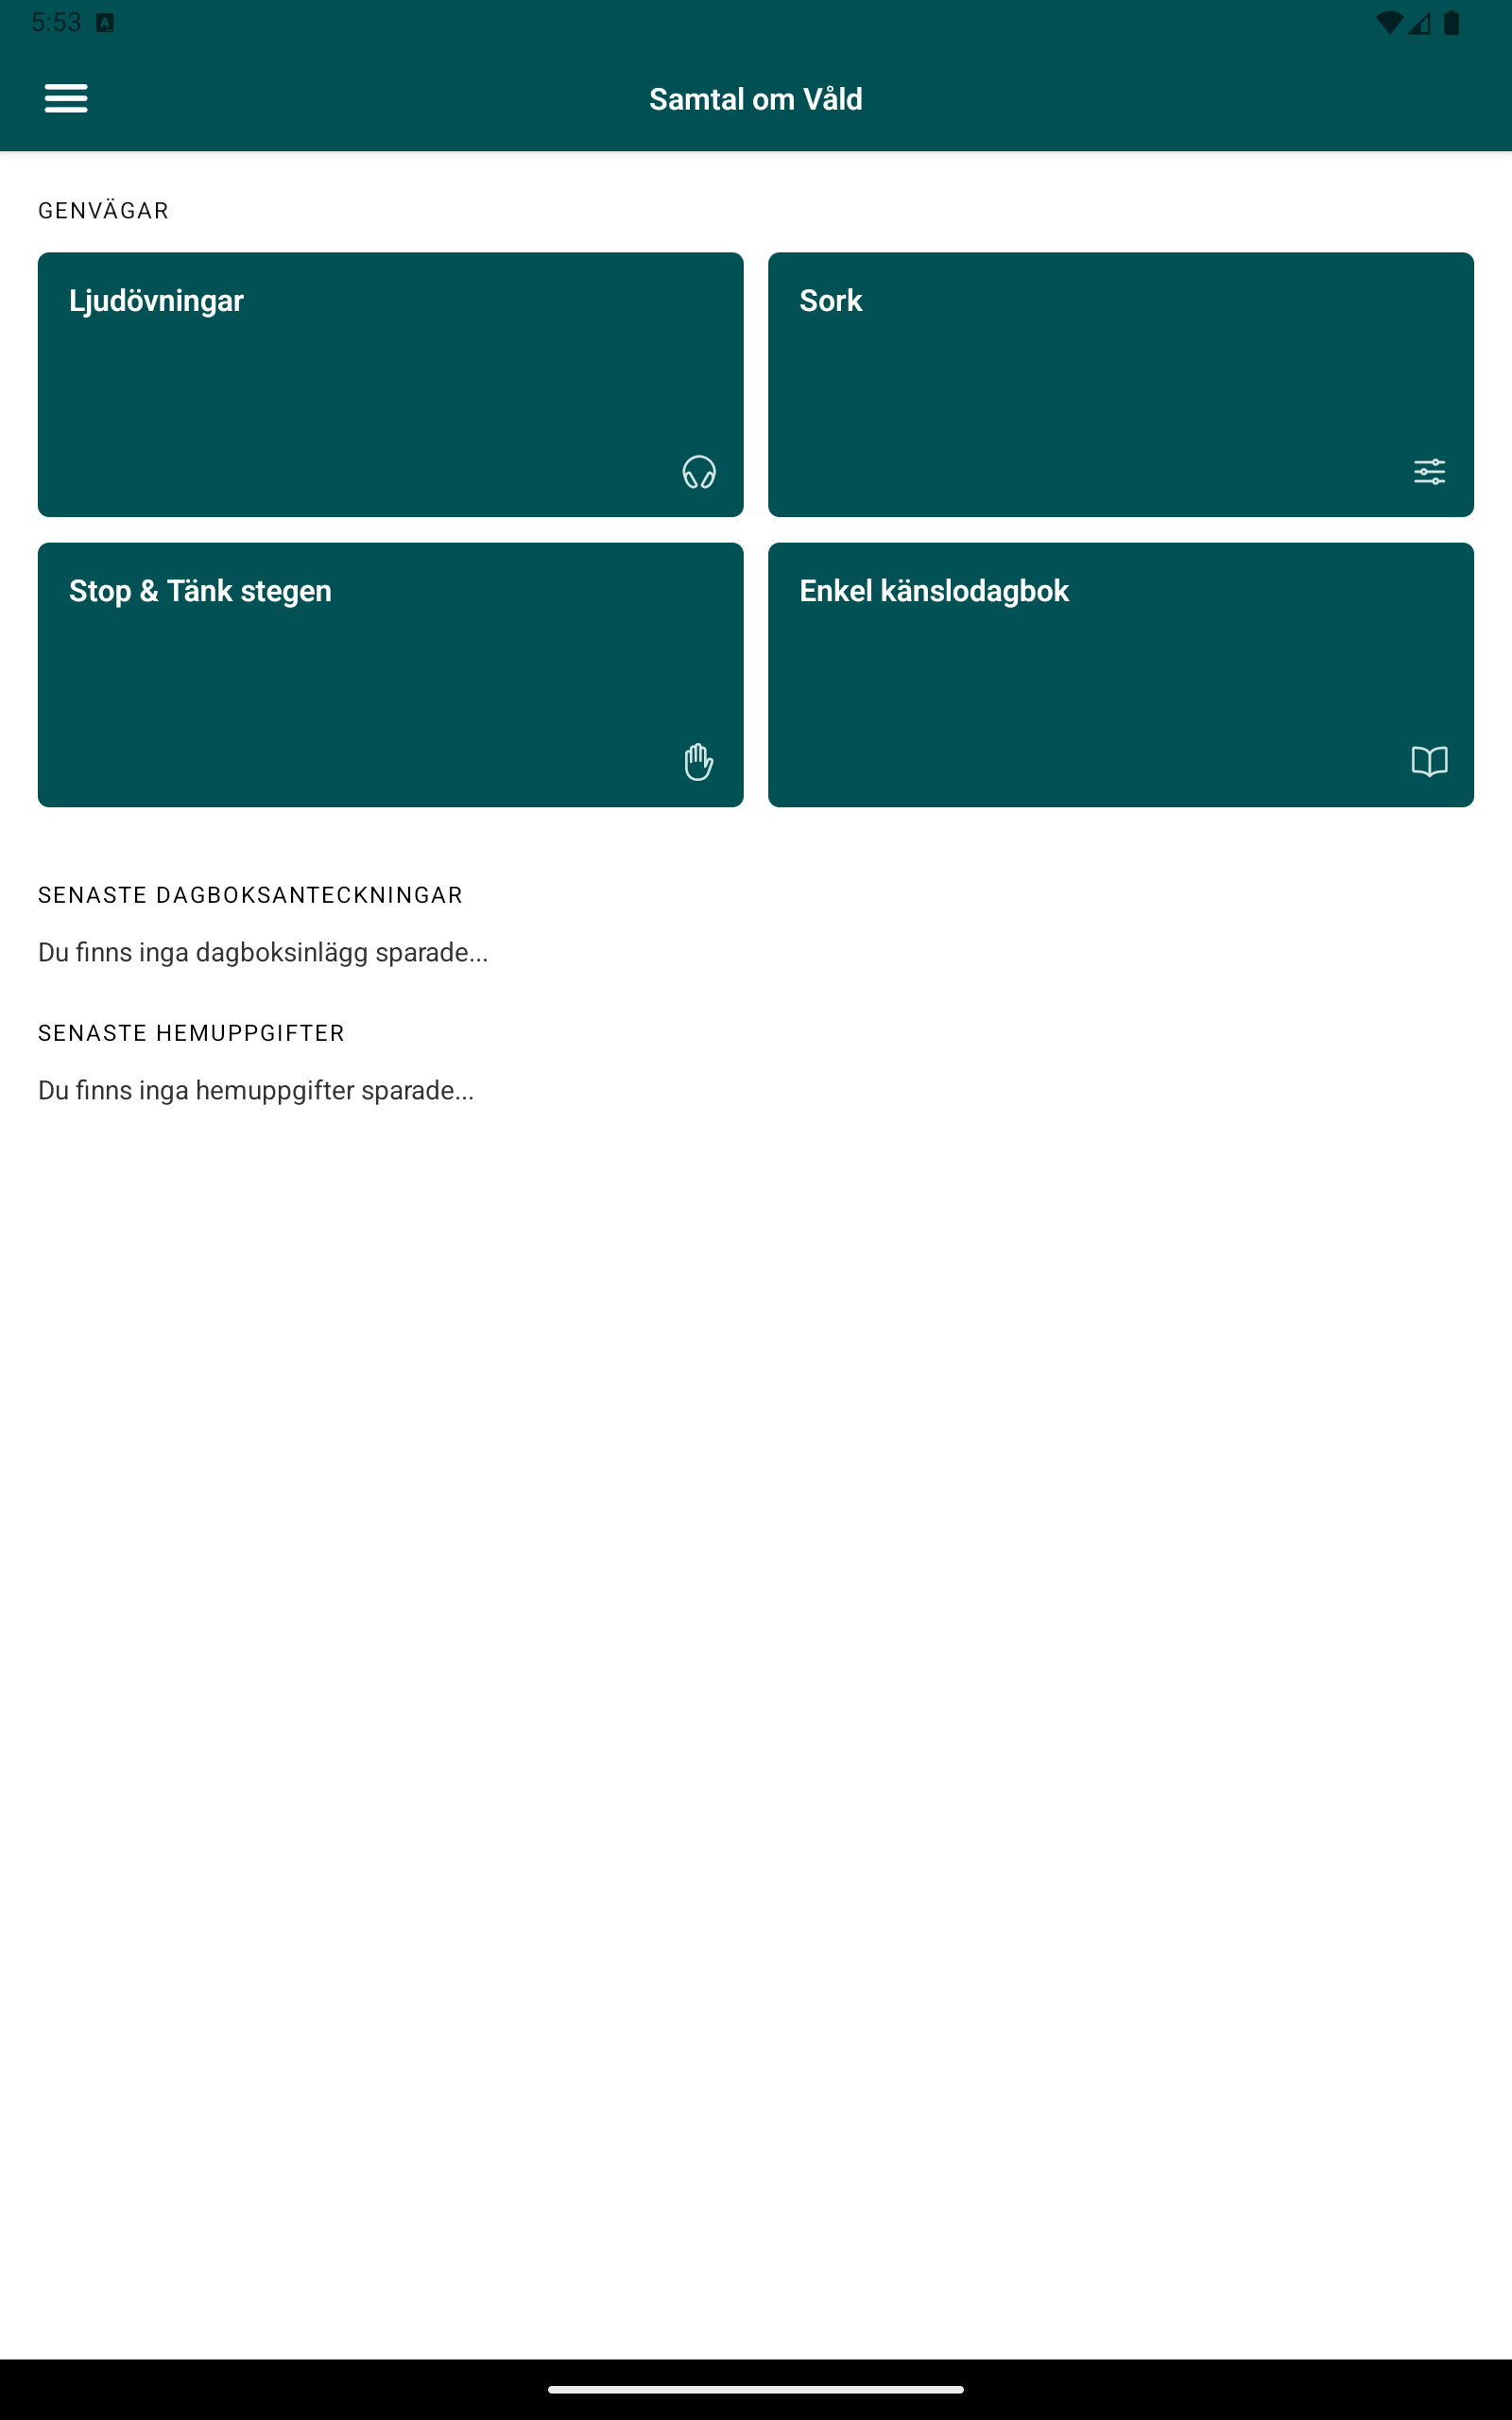 5:53
Samtal om Våld
GENVÄGAR
Ljudövningar
Sork
Stop & Tänk stegen
Enkel känslodagbok
SENASTE DAGBOKSANTECKNINGAR
Du finns inga dagboksinlägg sparade...
SENASTE HEMUPPGIFTER
Du finns inga hemuppgifter sparade...